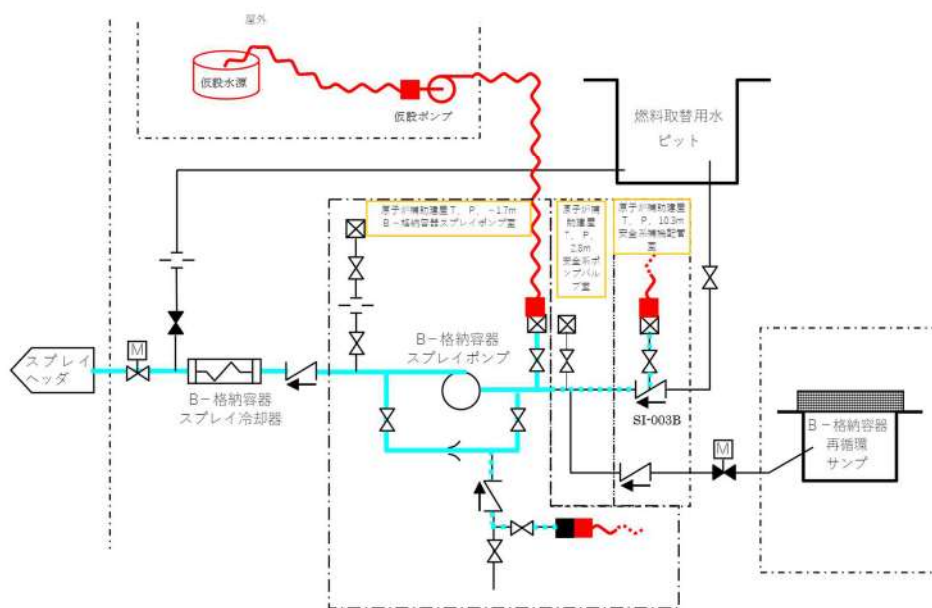 屋外
仮設水源
仮設ポンプ
燃料取替用水
ピット
原子炉補助建屋T．P．−1.7m
B−格納容器スプレイポンプ室
原子炉補
助建屋
T．P．
2.8m
安全系ポ
ンプバル
ブ室
原子炉補助建屋
T．P．10.3m
安全系補機配管
室
M
スプレイ
ヘッダ
B−格納容器
スプレイ冷却器
B−格納容器
スプレイポンプ
SI-003B
M
B−格納容器
再循環
サンプ